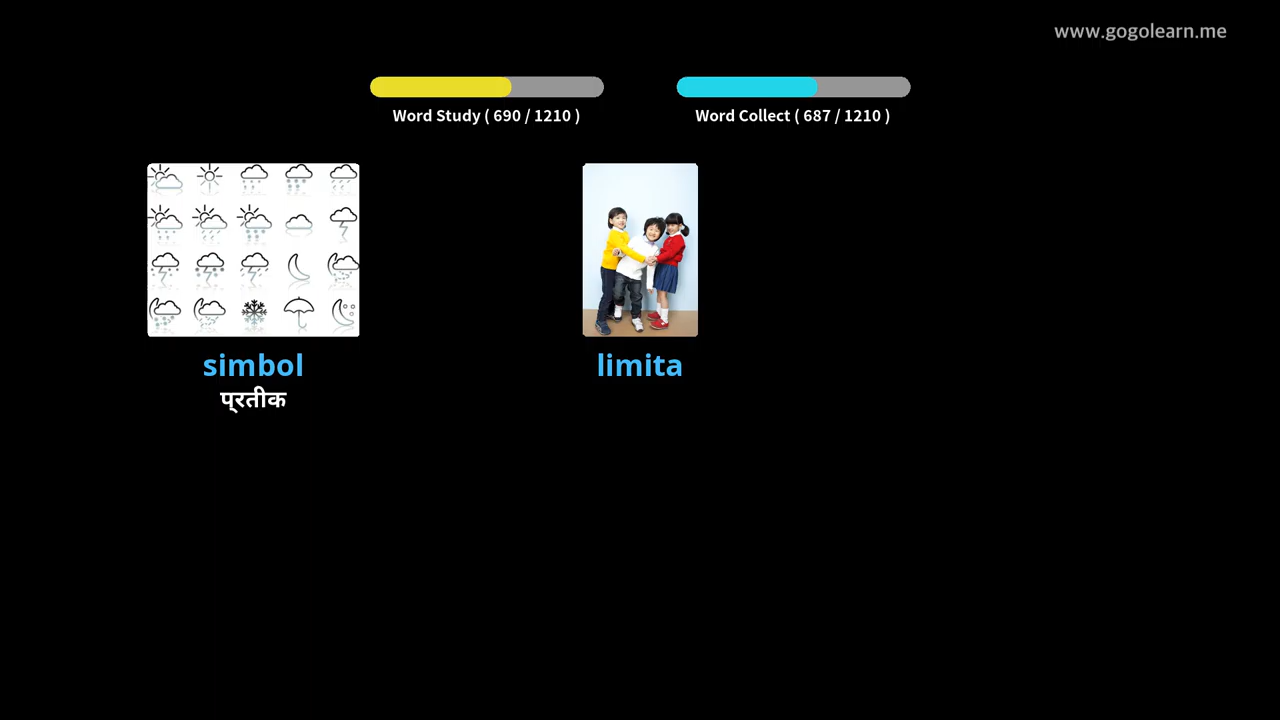 www.gogolearn.me
Word Study ( 690 / 1210 )
Word Collect ( 687 / 1210 )
simbol
प्रतीक
limita